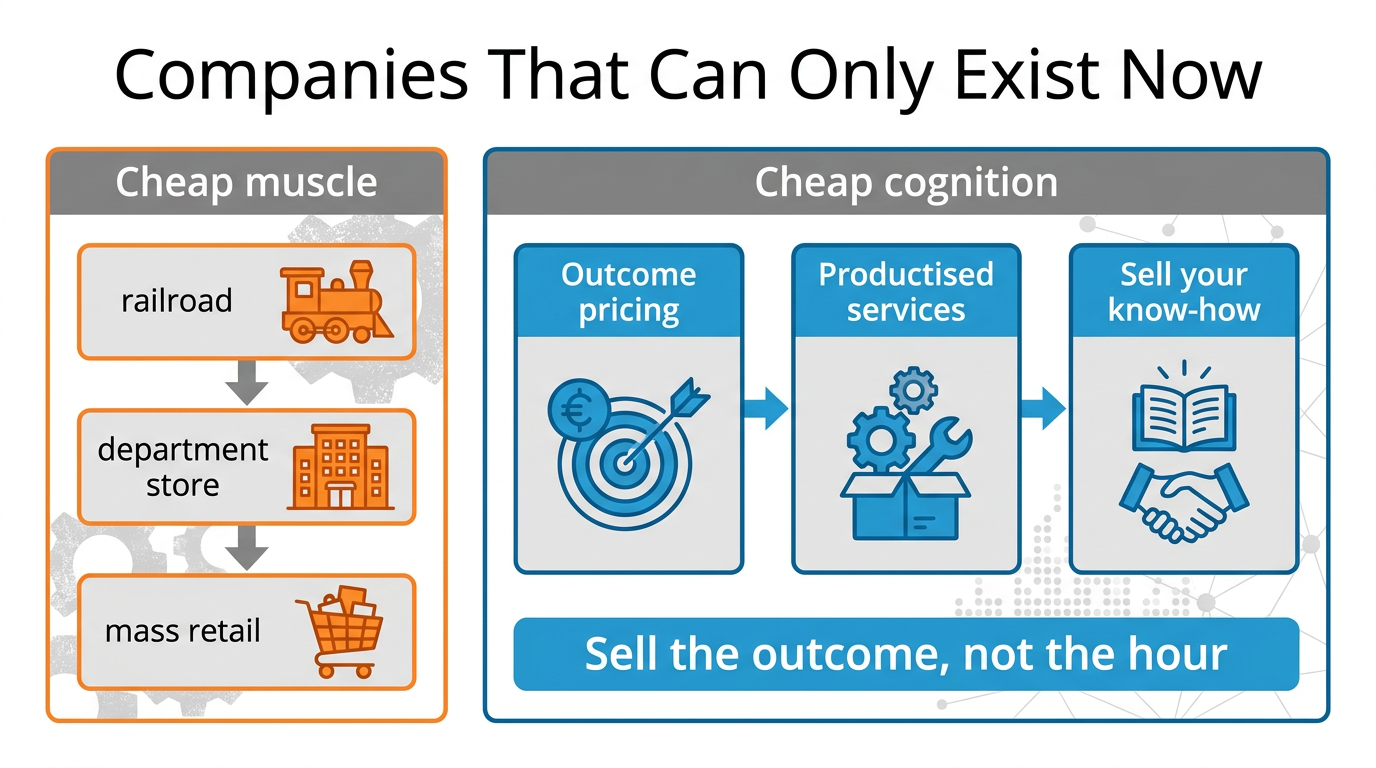 Companies That Can Only Exist Now
Cheap muscle
railroad
department
store
mass retail
Cheap cognition
Outcome
pricing
€
Productised
services
Sell your
know-how
Sell the outcome, not the hour